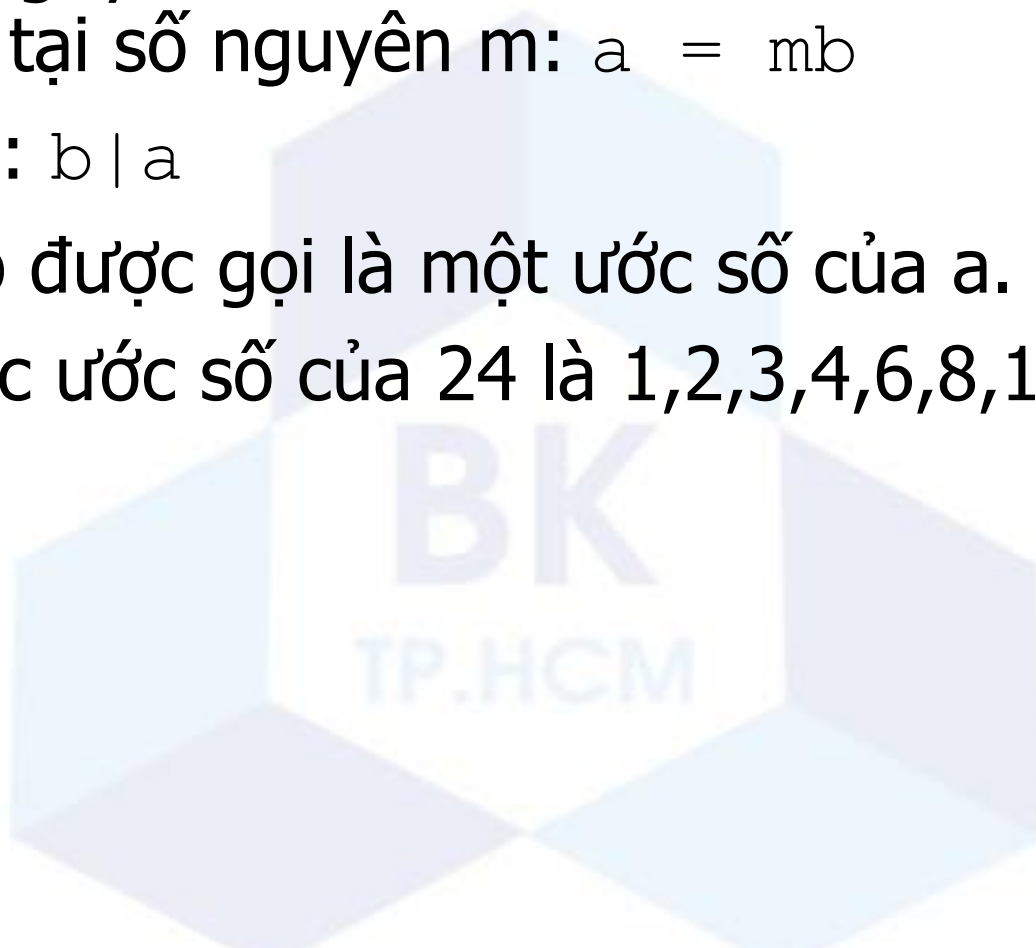 tại số nguyên m: a = mb
: b|a
được gọi là một ước số của a.
ước số của 24 là 1,2,3,4,6,8,1
BK
TP.HCM